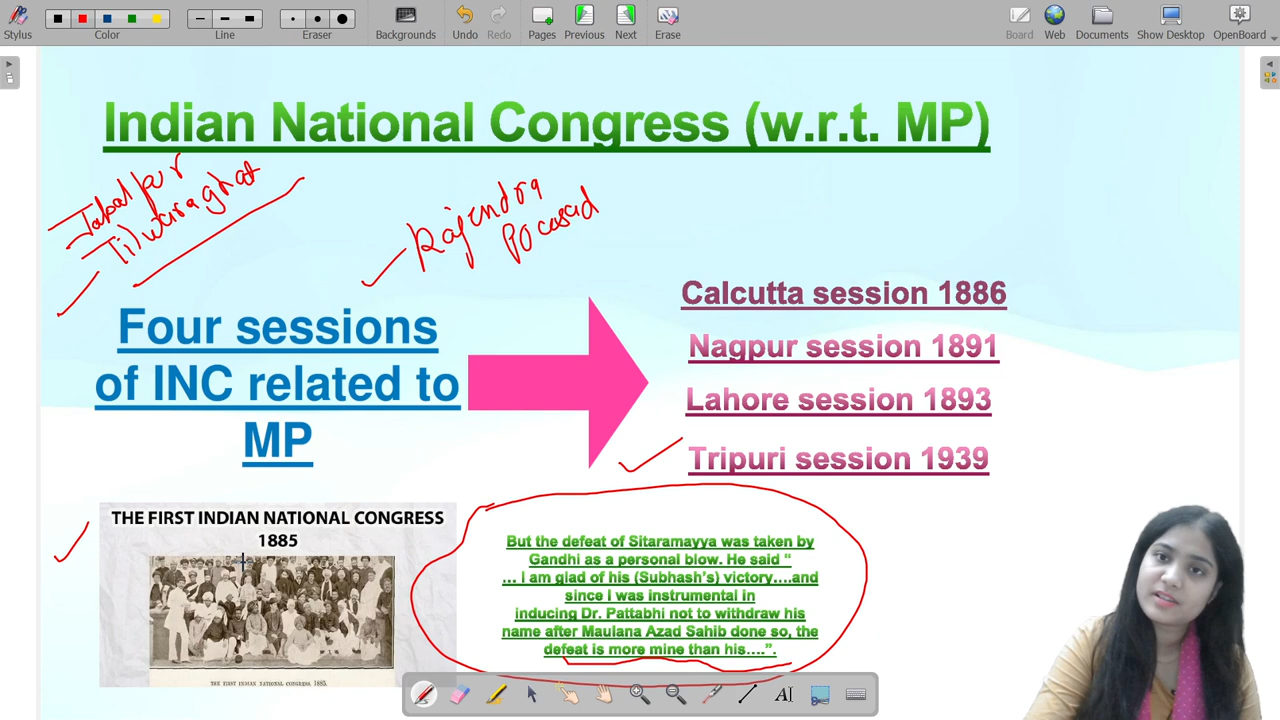 Stylus
Color
Line
Eraser
Backgrounds
Undo
Redo
Pages
Previous
Next
Erase
Board
Web
Documents
Show Desktop
OpenBoard
Indian National Congress (w.r.t. MP)
Jabalpur
Tilwaraghat
Rajendra
Prasad
Four sessions
of INC related to
MP
Calcutta session 1886
Nagpur session 1891
Lahore session 1893
Tripuri session 1939
THE FIRST INDIAN NATIONAL CONGRESS
1885
THE FIRST INDIAN NATIONAL CONGRESS, 1885.
But the defeat of Sitaramayya was taken by
Gandhi as a personal blow. He said “
... I am glad of his (Subhash’s) victory....and
since I was instrumental in
inducing Dr. Pattabhi not to withdraw his
name after Maulana Azad Sahib done so, the
defeat is more mine than his....”.